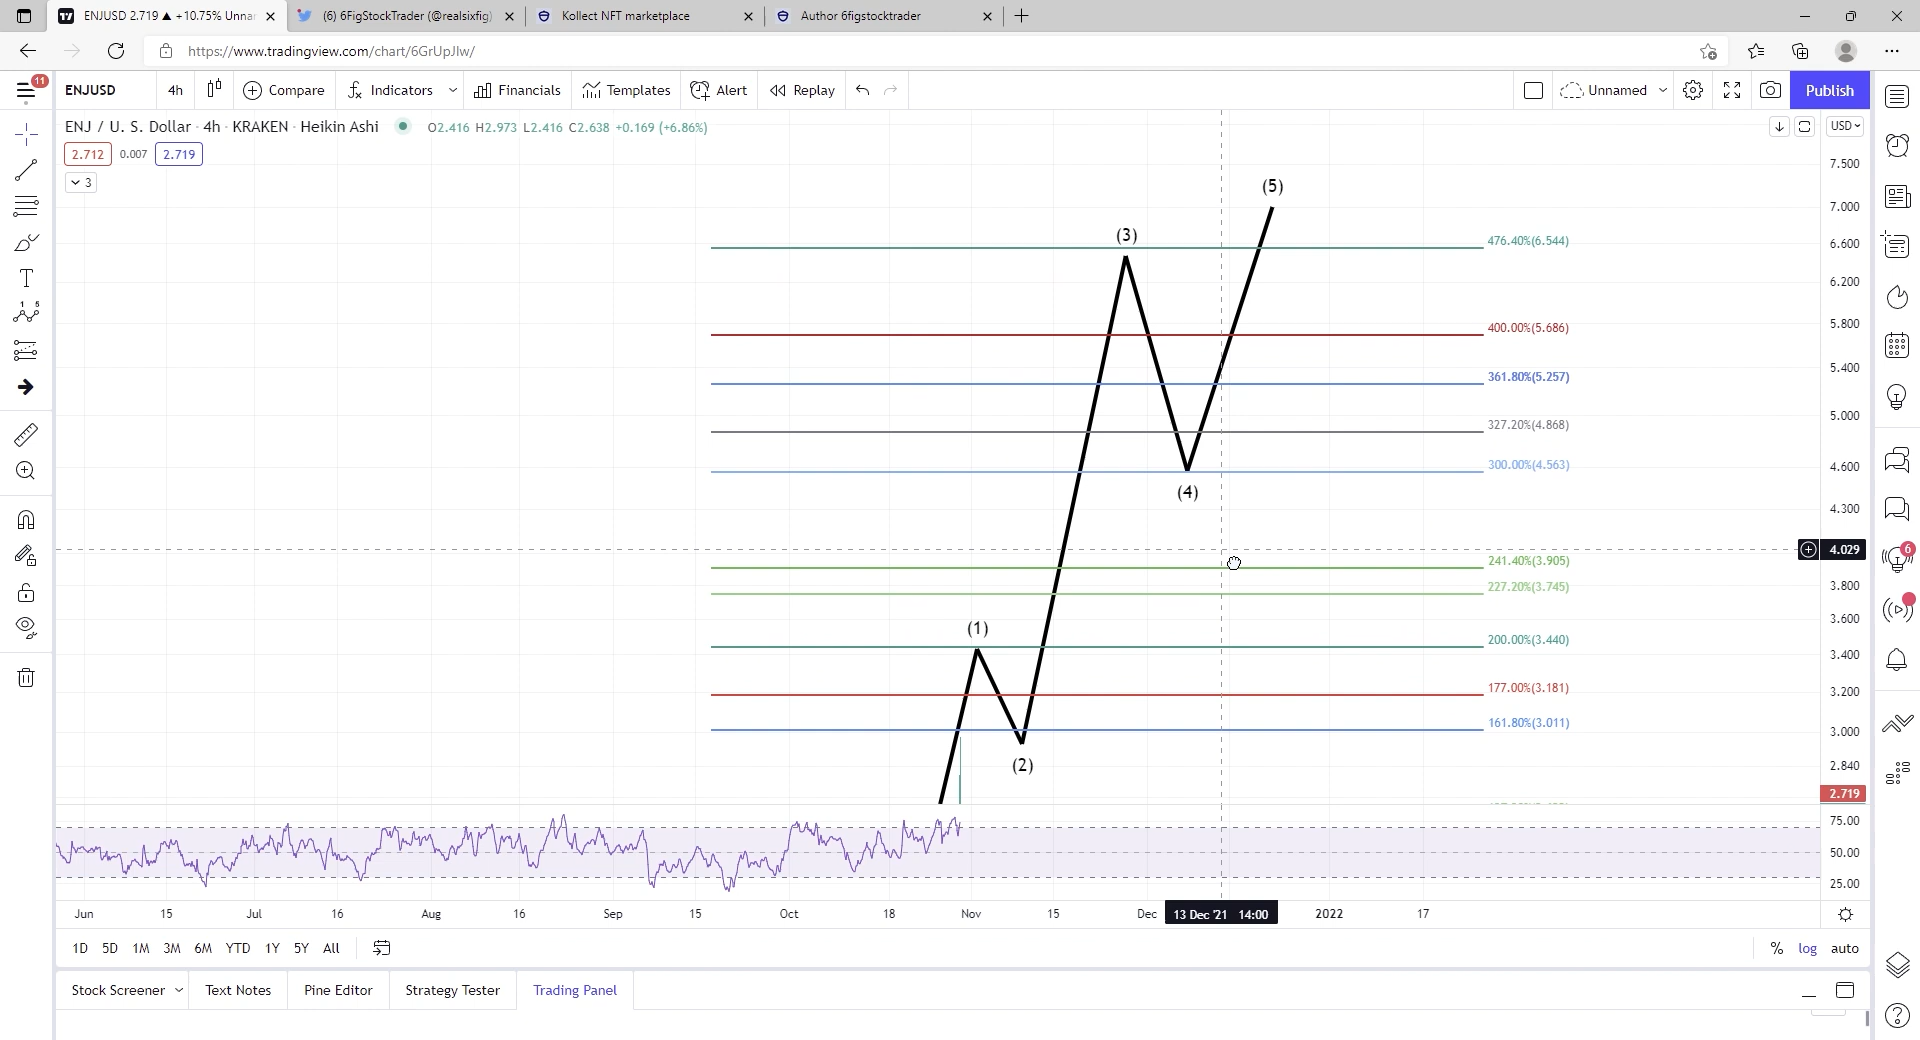 ENJUSD 2.719 ▲ +10.75% Unna
(6) 6FigStockTrader (@realsixfig)
Kollect NFT marketplace
Author 6figstocktrader
https://www.tradingview.com/chart/6GrUpJIw/
11
ENJUSD
4h
Compare
Indicators
Financials
Templates
Alert
Replay
Unnamed
Publish
ENJ / U. S. Dollar · 4h · KRAKEN · Heikin Ashi
O2.416 H2.973 L2.416 C2.638 +0.169 (+6.86%)
USD
2.712
0.007
2.719
3
7.500
(5)
7.000
(3)
476.40%(6.544)
6.600
6.200
400.00%(5.686)
5.800
361.80%(5.257)
5.400
5.000
327.20%(4.868)
300.00%(4.563)
4.600
(4)
4.300
4.029
6
241.40%(3.905)
3.800
227.20%(3.745)
3.600
(1)
200.00%(3.440)
3.400
177.00%(3.181)
3.200
161.80%(3.011)
3.000
(2)
2.840
2.719
75.00
50.00
25.00
Jun
15
Jul
16
Aug
16
Sep
15
Oct
18
Nov
15
Dec
13 Dec '21 14:00
2022
17
1D
5D
1M
3M
6M
YTD
1Y
5Y
All
%
log
auto
Stock Screener
Text Notes
Pine Editor
Strategy Tester
Trading Panel